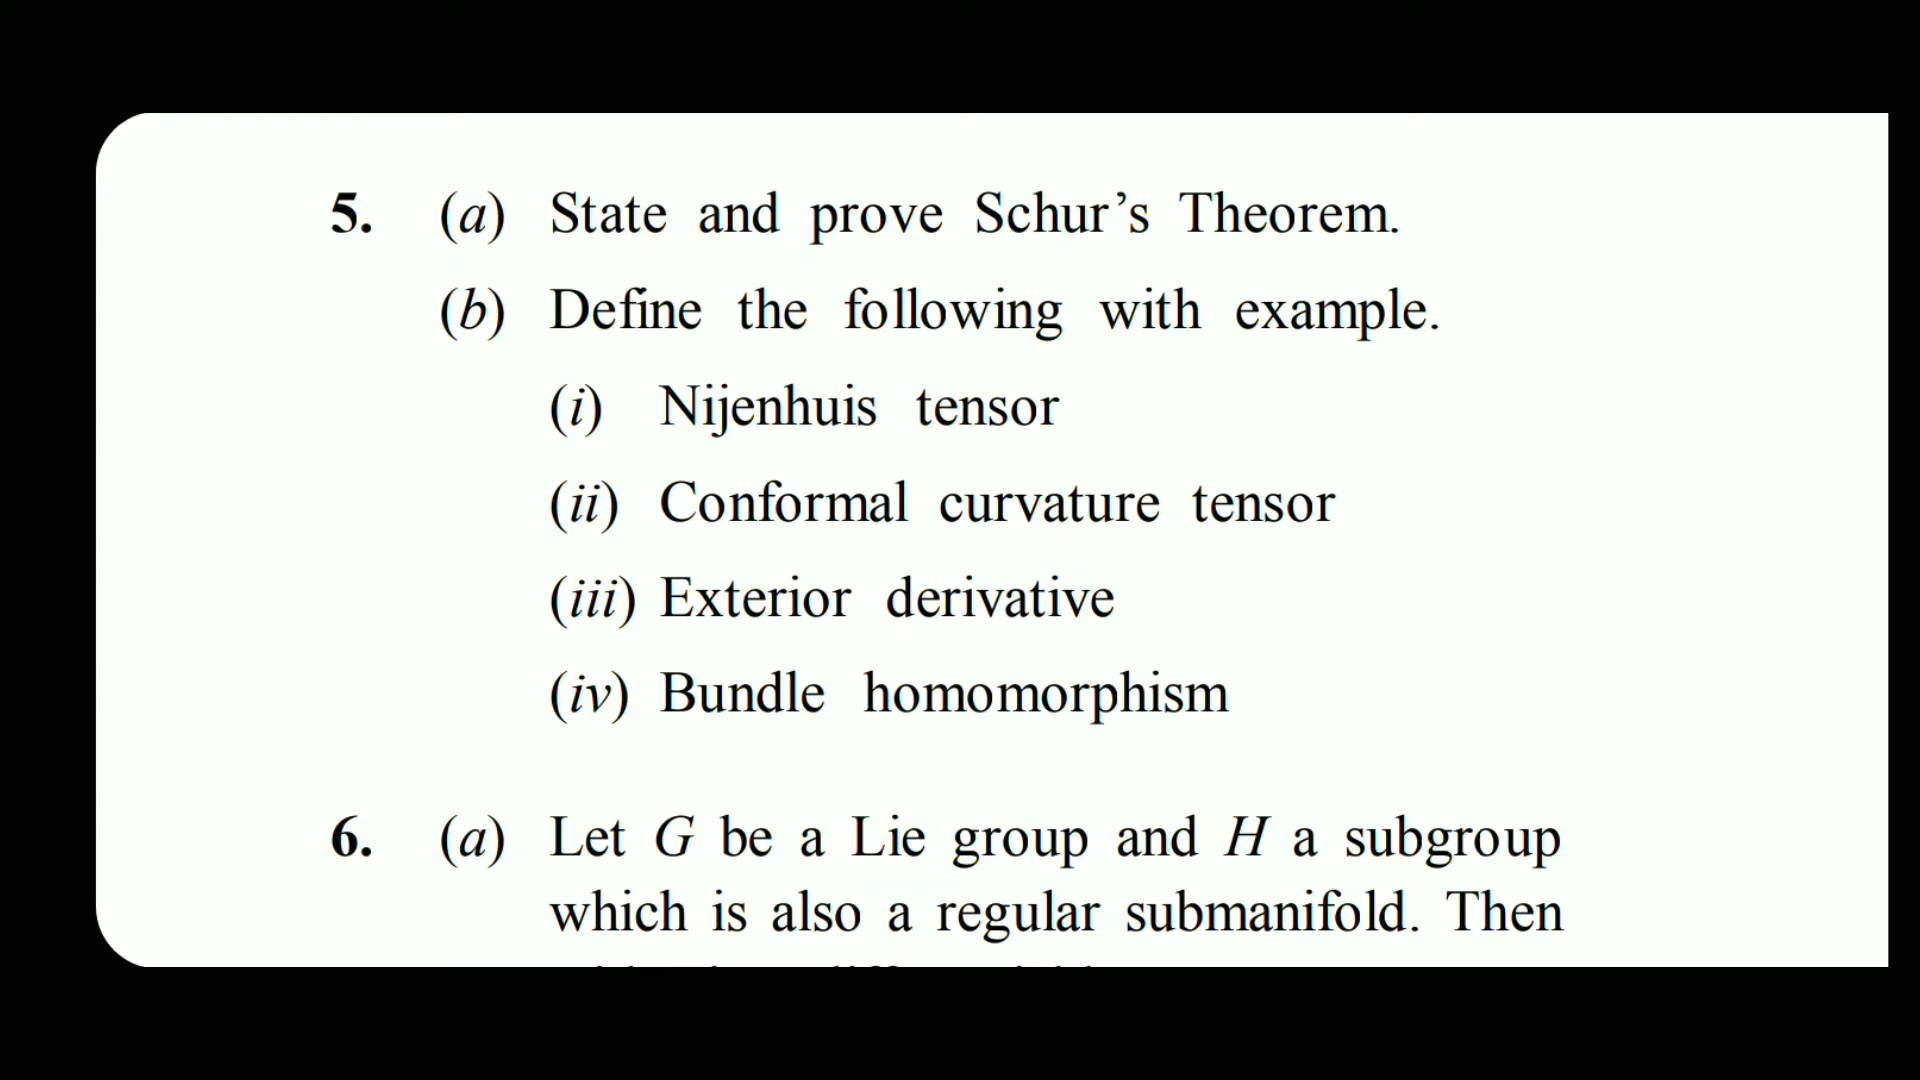 5. (a) State and prove Schur’s Theorem.
(b) Define the following with example.
(i) Nijenhuis tensor
(ii) Conformal curvature tensor
(iii) Exterior derivative
(iv) Bundle homomorphism
6. (a) Let G be a Lie group and H a subgroup
which is also a regular submanifold. Then